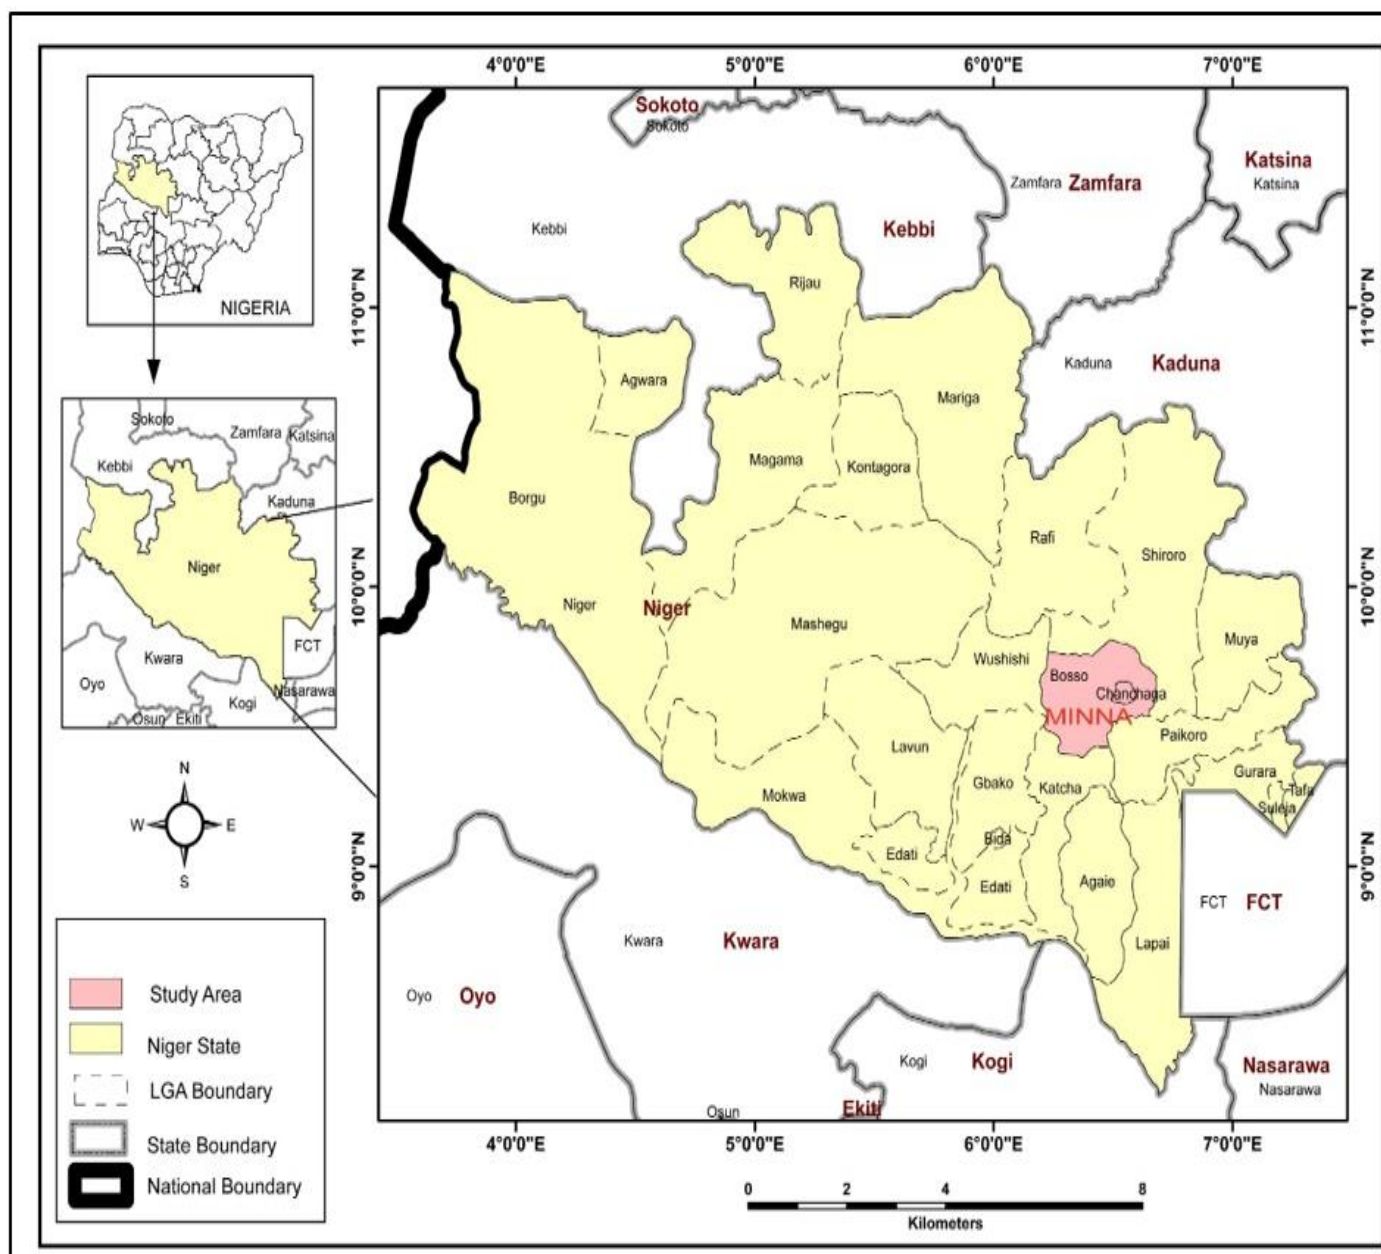 4°0'0"E 5°0'0"E 6°0'0"E 7°0'0"E
NIGERIA
Sokoto
Sokoto
Katsina
Katsina
Zamfara Zamfara
Kebbi Kebbi
Rijau
11°0'0"N 11°0'0"N
Kaduna Kaduna
Agwara
Mariga
Magama
Kontagora
Borgu
Rafi
Shiroro
10°0'0"N 10°0'0"N
Niger Niger
Mashegu
Muya
Wushishi
Bosso
Chanchaga
MINNA
Paikoro
Lavun
Gurara
Tafa
Suleja
Gbako
Katcha
Mokwa
Bida
Edati
9°0'0"N 9°0'0"N
Edati
Agaie
FCT FCT
Lapai
Kwara Kwara
Oyo Oyo
Kogi Kogi
Nasarawa
Nasarawa
Ekiti
Osun
4°0'0"E 5°0'0"E 6°0'0"E 7°0'0"E
0 2 4 8
Kilometers
Sokoto
Zamfara Katsina
Kebbi
Kaduna
Niger
FCT
Kwara
Oyo
Nasarawa
Kogi
Osun Ekiti
N
W E
S
Study Area
Niger State
LGA Boundary
State Boundary
National Boundary